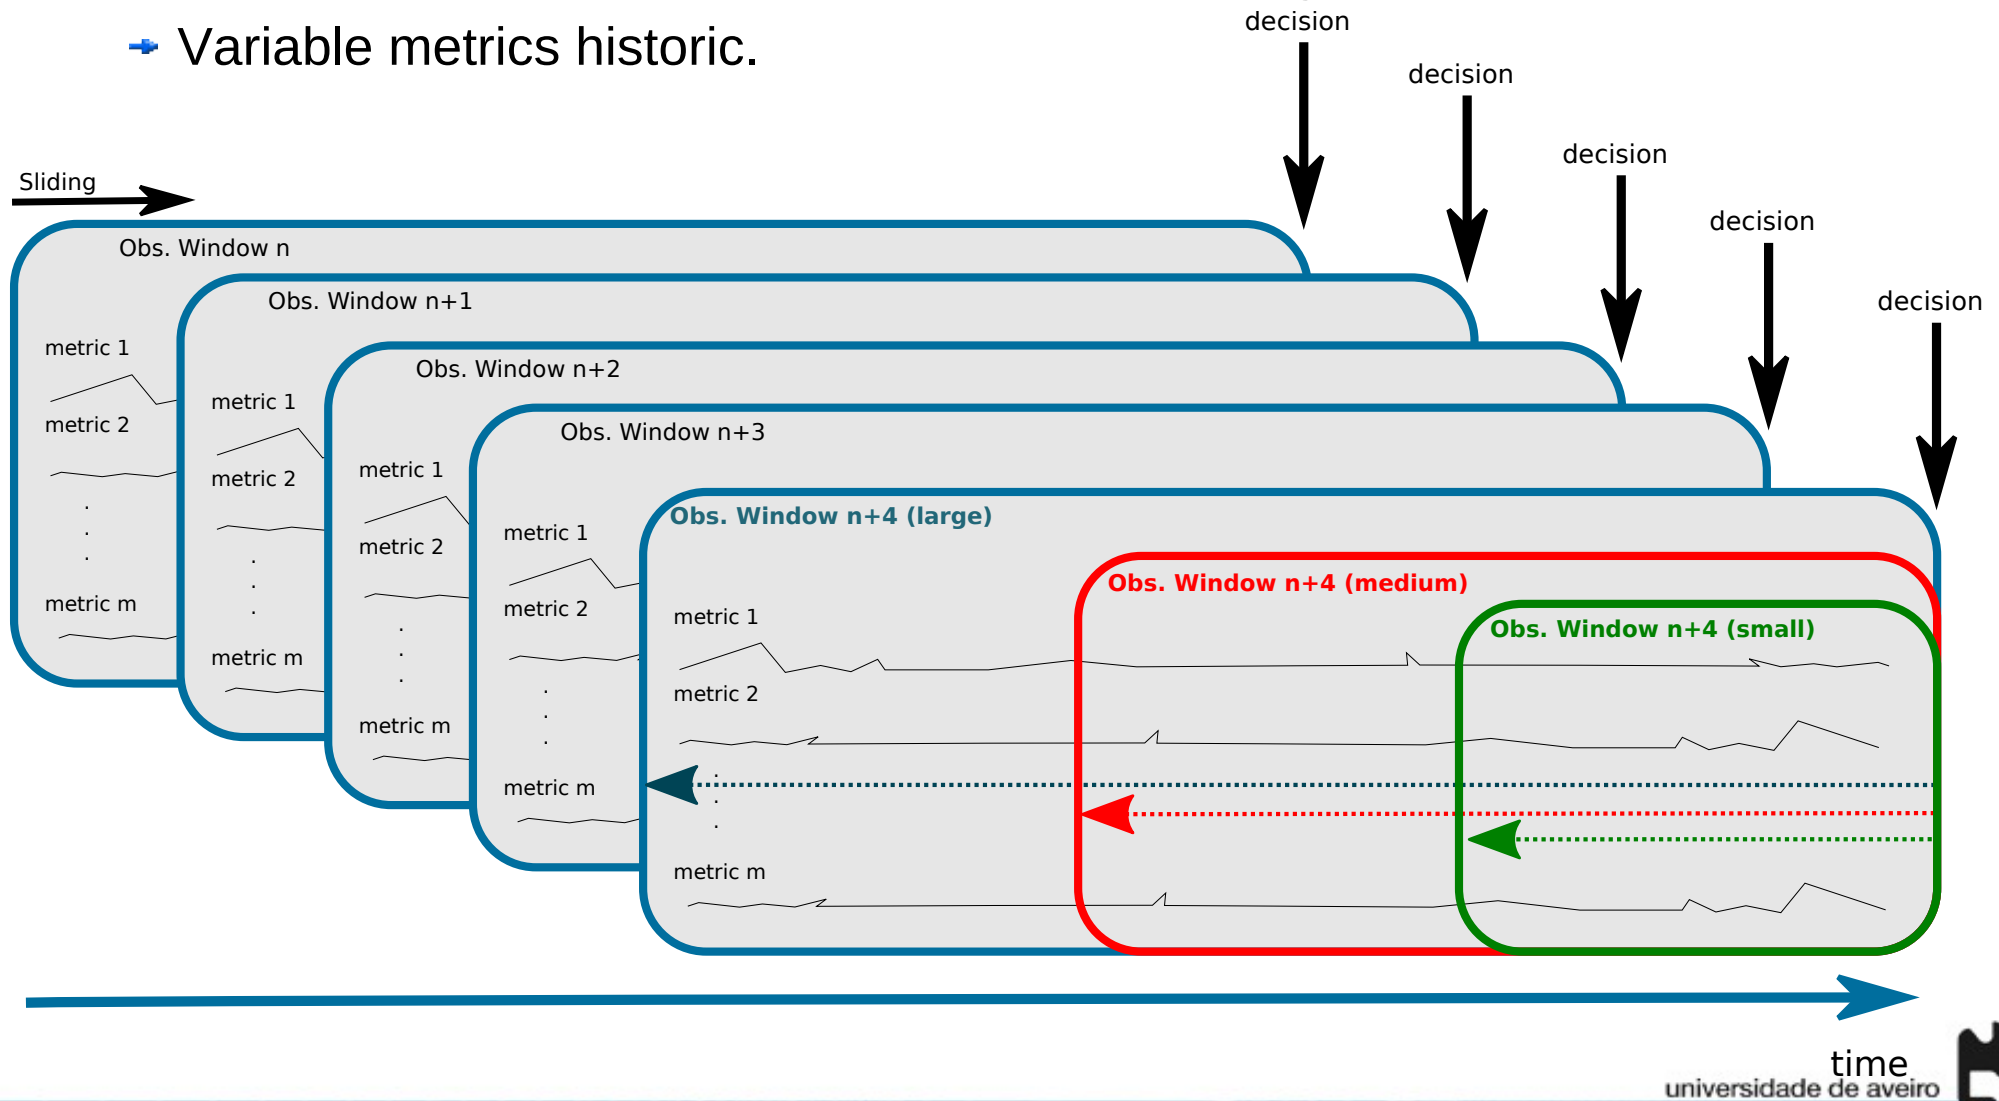 Variable metrics historic.
decision
decision
decision
decision
decision
Sliding
Obs. Window n
metric 1
metric 2
.
.
.
metric m
Obs. Window n+1
metric 1
metric 2
.
.
.
metric m
Obs. Window n+2
metric 1
metric 2
.
.
.
metric m
Obs. Window n+3
metric 1
metric 2
.
.
.
metric m
Obs. Window n+4 (large)
Obs. Window n+4 (medium)
Obs. Window n+4 (small)
metric 1
metric 2
.
.
.
metric m
time
universidade de aveiro